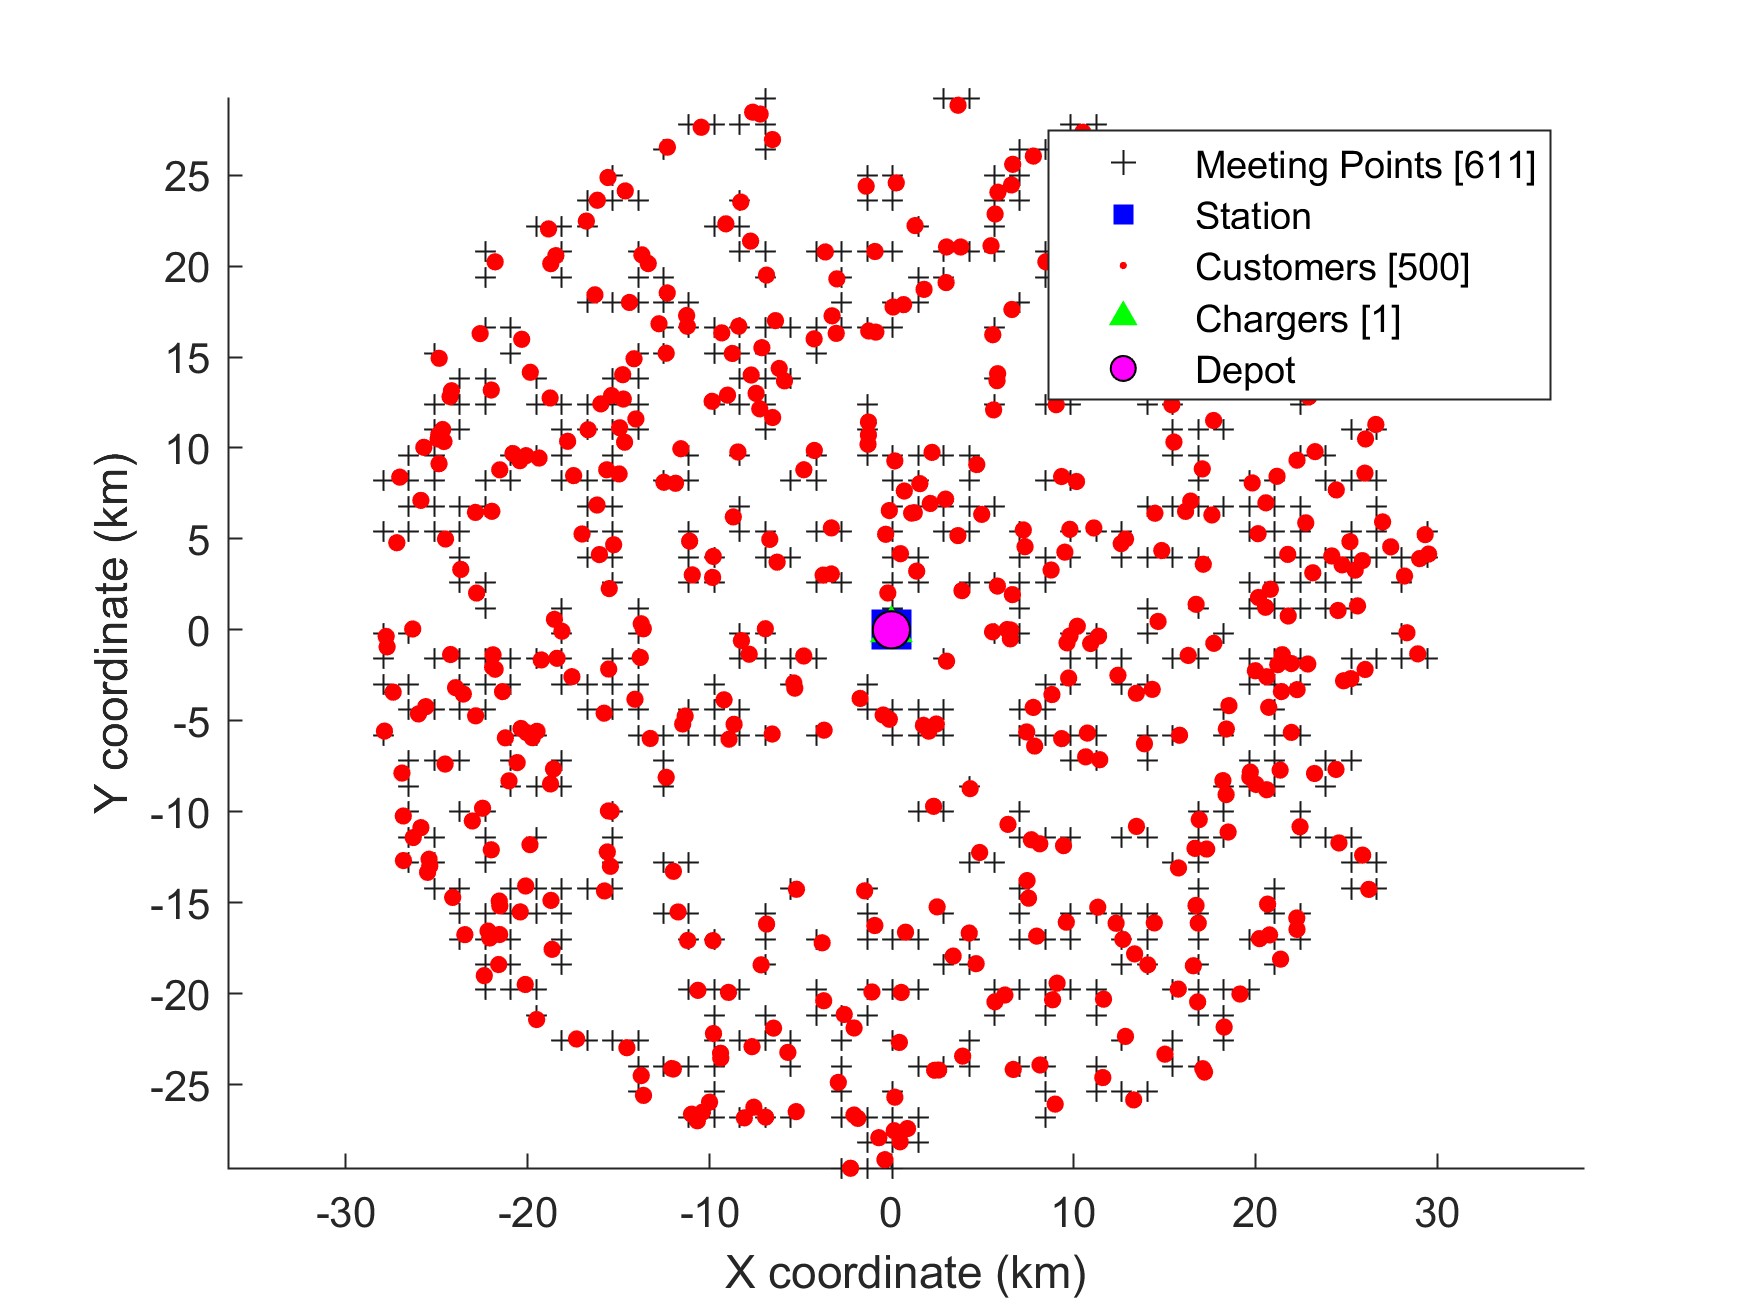 Meeting Points [611]
Station
Customers [500]
Chargers [1]
Depot
Y coordinate (km)
25
20
15
10
5
0
-5
-10
-15
-20
-25
-30 -20 -10 0 10 20 30
X coordinate (km)